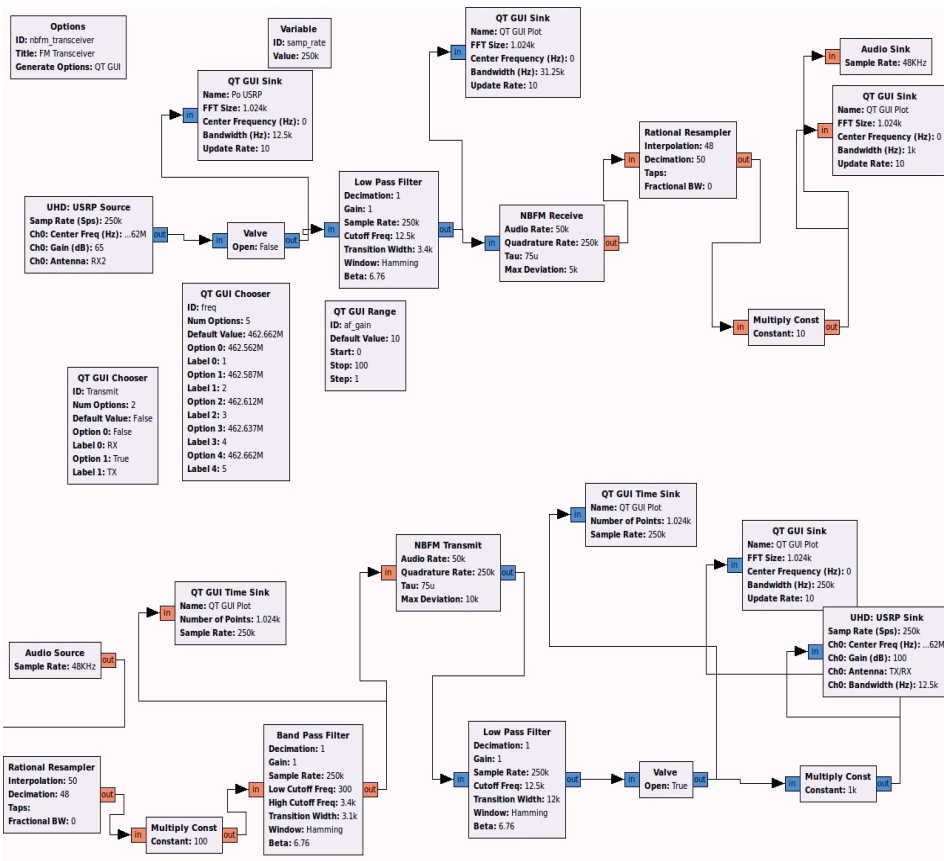 Options
ID: nbfm_transceiver
Title: FM Transceiver
Generate Options: QT GUI
Variable
ID: samp_rate
Value: 250k
QT GUI Sink
Name: Po USRP
FFT Size: 1.024k
Center Frequency (Hz): 0
Bandwidth (Hz): 12.5k
Update Rate: 10
in
QT GUI Sink
Name: QT GUI Plot
FFT Size: 1.024k
Center Frequency (Hz): 0
Bandwidth (Hz): 31.25k
Update Rate: 10
in
Audio Sink
Sample Rate: 48KHz
in
QT GUI Sink
Name: QT GUI Plot
FFT Size: 1.024k
Center Frequency (Hz): 0
Bandwidth (Hz): 1k
Update Rate: 10
in
Rational Resampler
Interpolation: 48
Decimation: 50
Taps:
Fractional BW: 0
in
out
UHD: USRP Source
Samp Rate (Sps): 250k
Ch0: Center Freq (Hz): ...62M
Ch0: Gain (dB): 65
Ch0: Antenna: RX2
out
Valve
Open: False
in
out
Low Pass Filter
Decimation: 1
Gain: 1
Sample Rate: 250k
Cutoff Freq: 12.5k
Transition Width: 3.4k
Window: Hamming
Beta: 6.76
in
out
NBFM Receive
Audio Rate: 50k
Quadrature Rate: 250k
Tau: 75u
Max Deviation: 5k
in
out
Multiply Const
Constant: 10
in
out
QT GUI Chooser
ID: freq
Num Options: 5
Default Value: 462.662M
Option 0: 462.562M
Label 0: 1
Option 1: 462.587M
Label 1: 2
Option 2: 462.612M
Label 2: 3
Option 3: 462.637M
Label 3: 4
Option 4: 462.662M
Label 4: 5
QT GUI Range
ID: af_gain
Default Value: 10
Start: 0
Stop: 100
Step: 1
QT GUI Chooser
ID: Transmit
Num Options: 2
Default Value: False
Option 0: False
Label 0: RX
Option 1: True
Label 1: TX
QT GUI Time Sink
Name: QT GUI Plot
Number of Points: 1.024k
Sample Rate: 250k
in
QT GUI Sink
Name: QT GUI Plot
FFT Size: 1.024k
Center Frequency (Hz): 0
Bandwidth (Hz): 250k
Update Rate: 10
in
NBFM Transmit
Audio Rate: 50k
Quadrature Rate: 250k
Tau: 75u
Max Deviation: 10k
in
out
QT GUI Time Sink
Name: QT GUI Plot
Number of Points: 1.024k
Sample Rate: 250k
in
UHD: USRP Sink
Samp Rate (Sps): 250k
Ch0: Center Freq (Hz): ...62M
Ch0: Gain (dB): 100
Ch0: Antenna: TX/RX
Ch0: Bandwidth (Hz): 12.5k
in
Audio Source
Sample Rate: 48KHz
out
Rational Resampler
Interpolation: 50
Decimation: 48
Taps:
Fractional BW: 0
out
Multiply Const
Constant: 100
in
out
Band Pass Filter
Decimation: 1
Gain: 1
Sample Rate: 250k
Low Cutoff Freq: 300
High Cutoff Freq: 3.4k
Transition Width: 3.1k
Window: Hamming
Beta: 6.76
in
out
Low Pass Filter
Decimation: 1
Gain: 1
Sample Rate: 250k
Cutoff Freq: 12.5k
Transition Width: 12k
Window: Hamming
Beta: 6.76
in
out
Valve
Open: True
in
out
Multiply Const
Constant: 1k
in
out